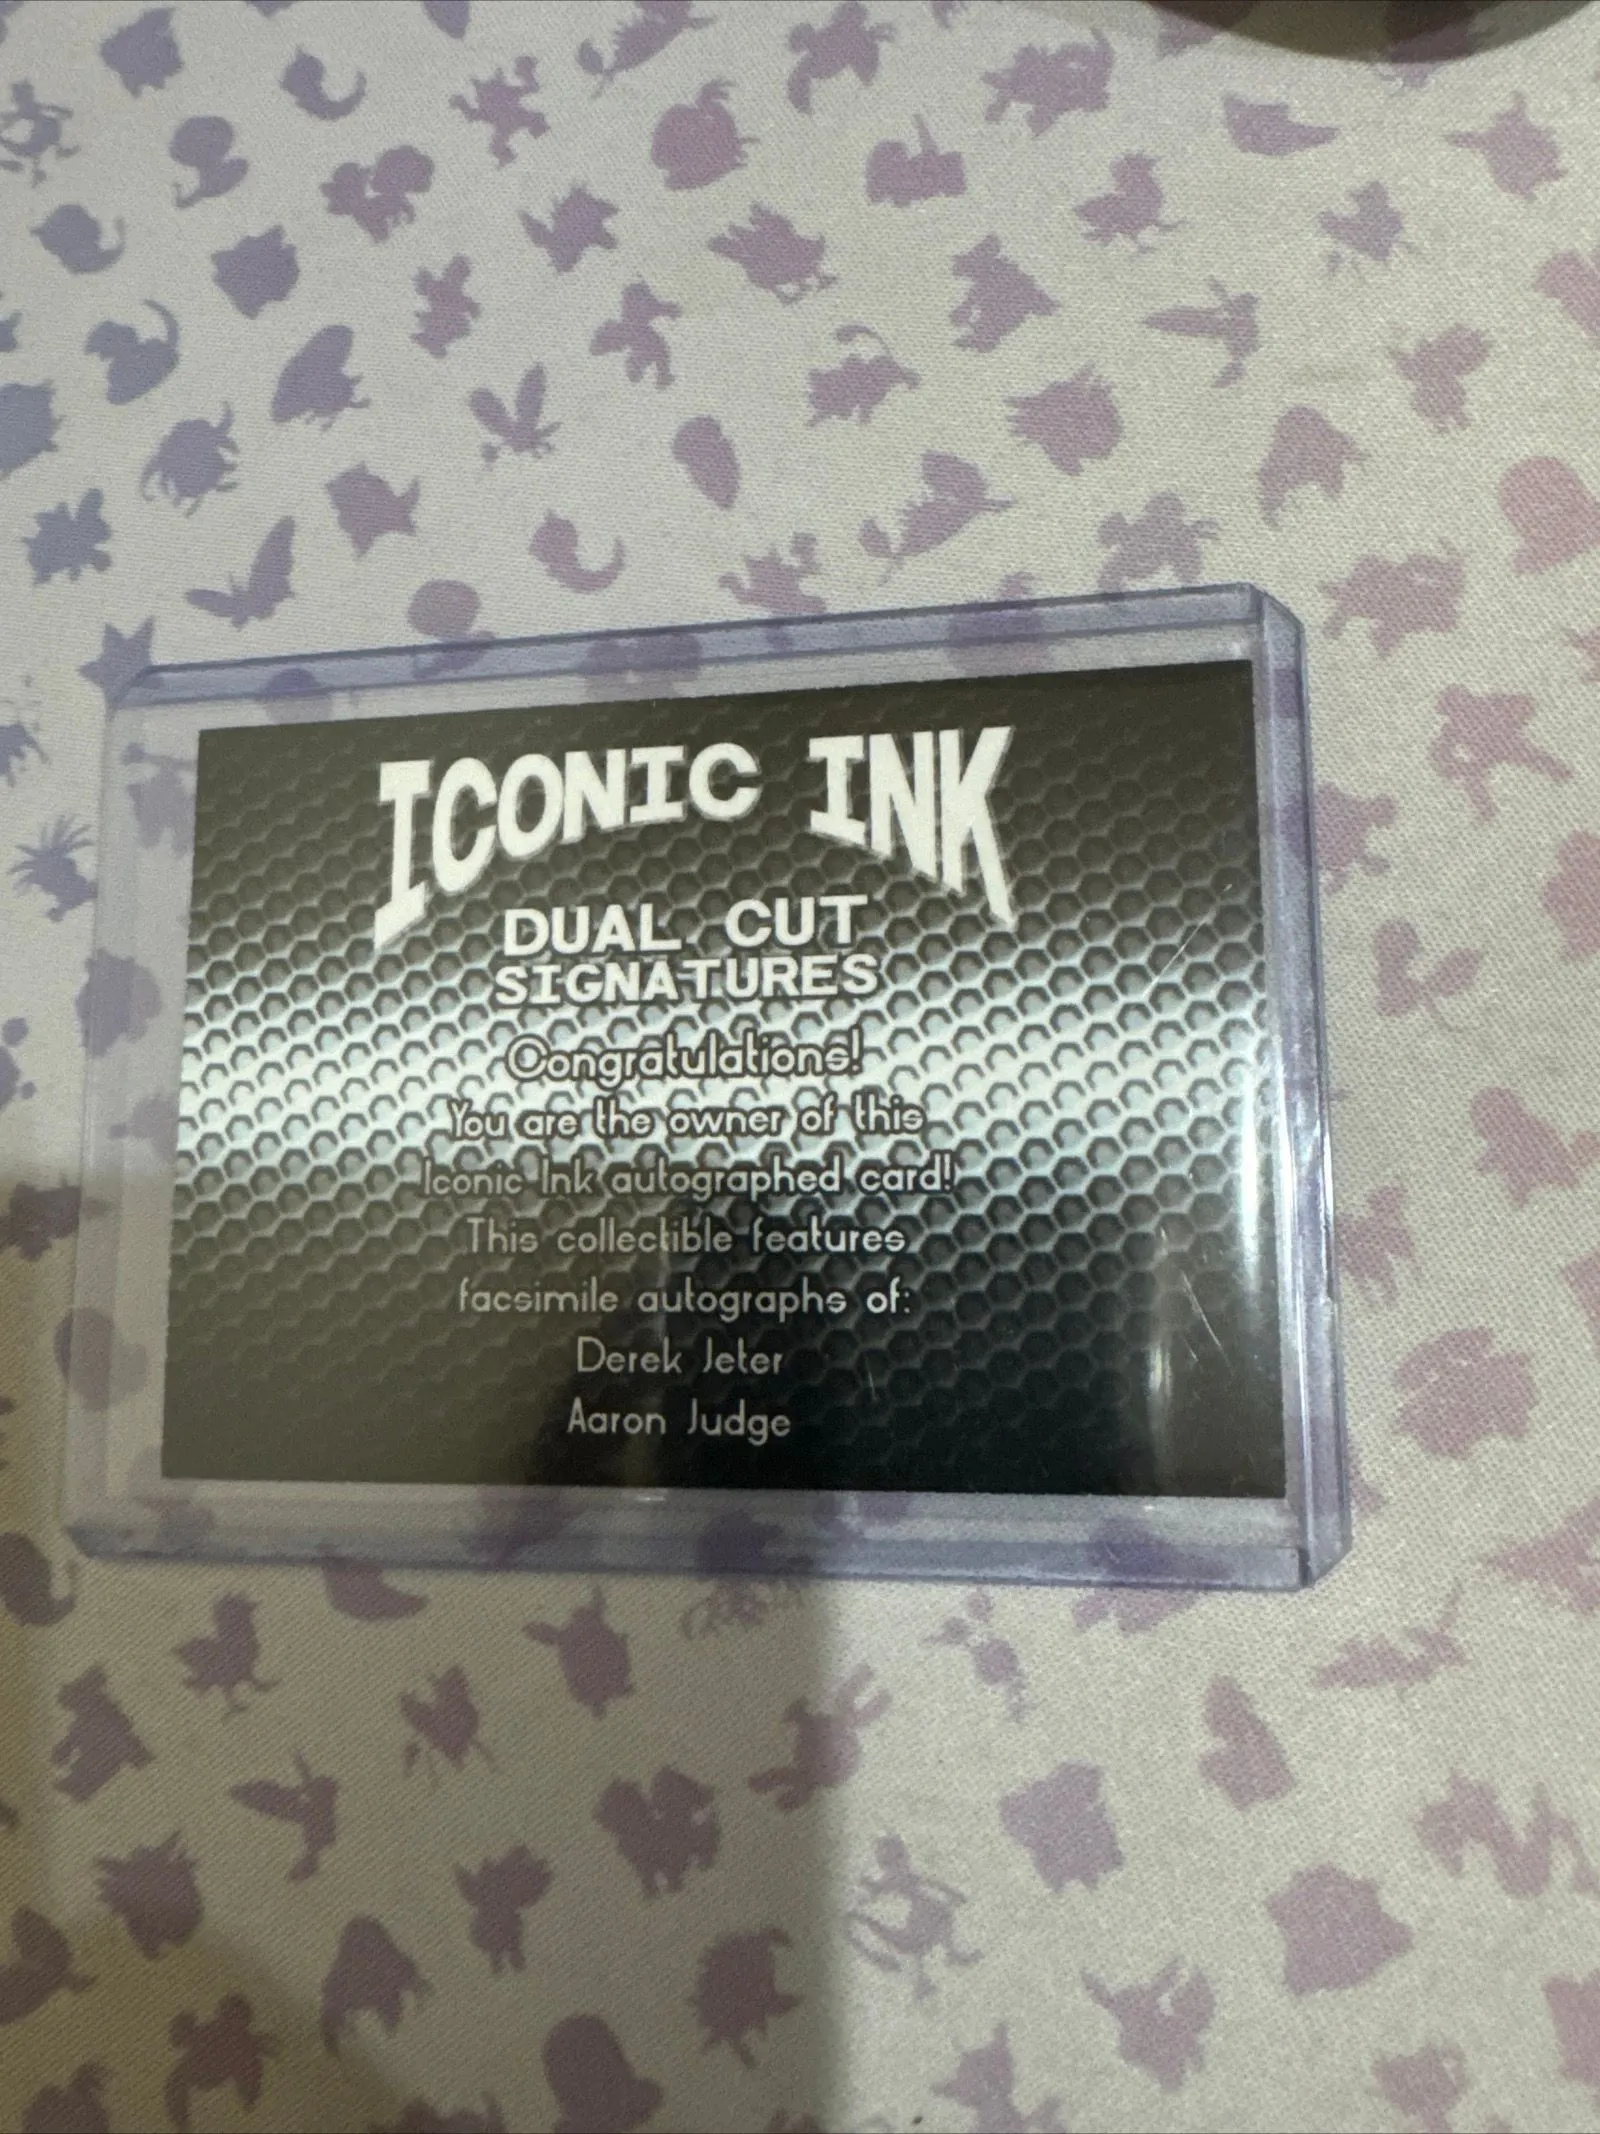 ICONIC INK
DUAL CUT
SIGNATURES
Congratulations!
You are the owner of this
Iconic Ink autographed card!
This collectible features
facsimile autographs of:
Derek Jeter
Aaron Judge